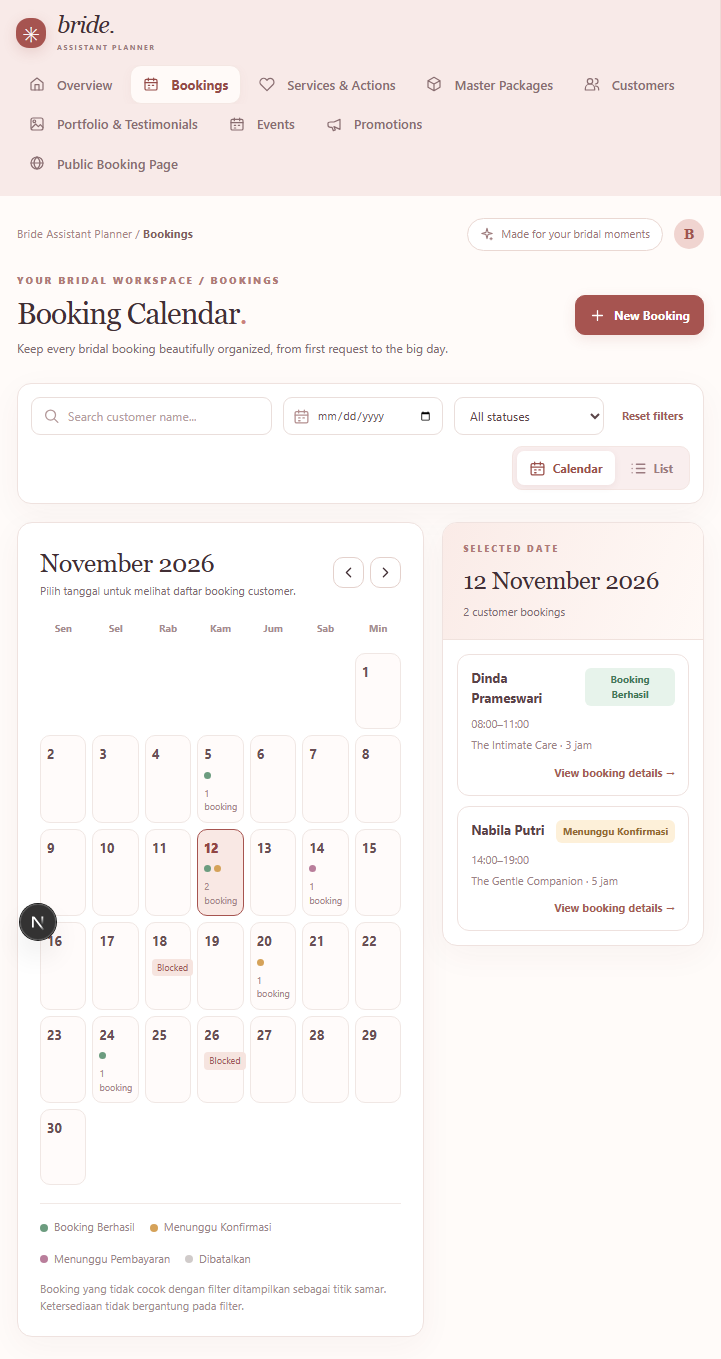 bride.
ASSISTANT PLANNER
Overview
Bookings
Services & Actions
Master Packages
Customers
Portfolio & Testimonials
Events
Promotions
Public Booking Page
Bride Assistant Planner / Bookings
Made for your bridal moments
B
YOUR BRIDAL WORKSPACE / BOOKINGS
Booking Calendar.
New Booking
Keep every bridal booking beautifully organized, from first request to the big day.
Search customer name...
mm/dd/yyyy
All statuses
Reset filters
Calendar
List
November 2026
Pilih tanggal untuk melihat daftar booking customer.
Sen Sel Rab Kam Jum Sab Min
1
2 3 4 5 6 7 8
1
booking
9 10 11 12 13 14 15
2 1
booking booking
N
16 17 18 19 20 21 22
Blocked
1
booking
23 24 25 26 27 28 29
Blocked
1
booking
30
Booking Berhasil
Menunggu Konfirmasi
Menunggu Pembayaran
Dibatalkan
Booking yang tidak cocok dengan filter ditampilkan sebagai titik samar.
Ketersediaan tidak bergantung pada filter.
SELECTED DATE
12 November 2026
2 customer bookings
Dinda
Prameswari
Booking
Berhasil
08:00–11:00
The Intimate Care · 3 jam
View booking details →
Nabila Putri
Menunggu Konfirmasi
14:00–19:00
The Gentle Companion · 5 jam
View booking details →